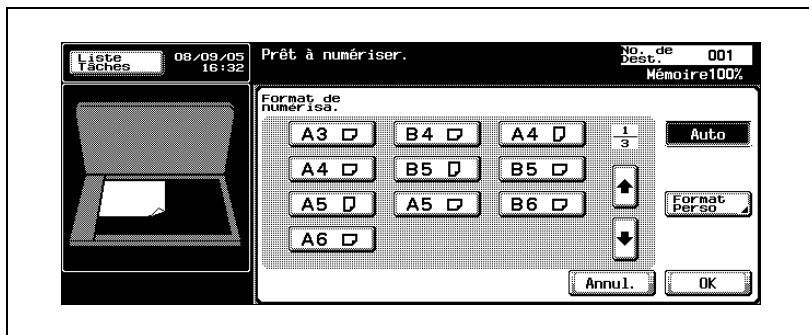 Liste Tâches
08/09/05
16:32
Prêt à numériser.
No. de Dest.
001
Mémoire100%
Format de numérisa.
A3
B4
A4
1/3
Auto
A4
B5
B5
A5
A5
B6
Format Perso
A6
Annul.
OK